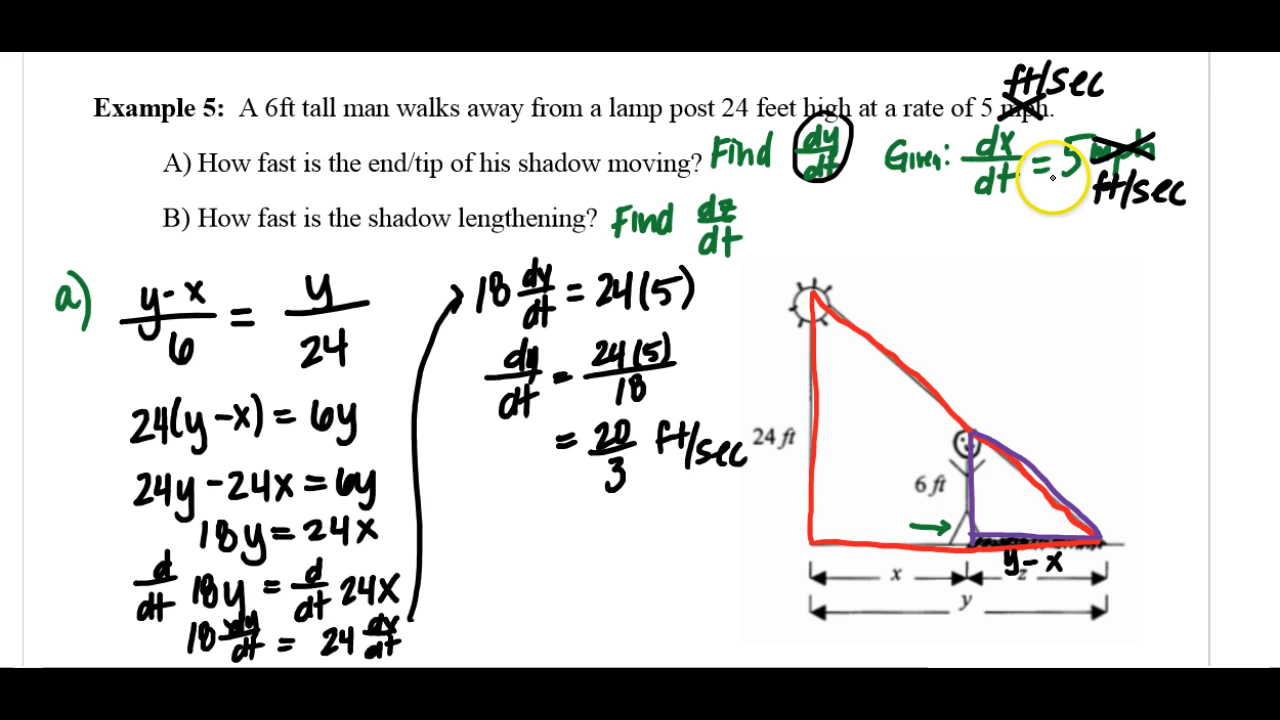 ft/sec
Example 5: A 6ft tall man walks away from a lamp post 24 feet high at a rate of 5 mph.
A) How fast is the end/tip of his shadow moving? Find dy/dt Given: dx/dt = 5 mph
ft/sec
B) How fast is the shadow lengthening? Find dz/dt
a) (y-x)/6 = y/24
24(y-x) = 6y
24y - 24x = 6y
18y = 24x
d/dt 18y = d/dt 24x
18 dy/dt = 24 dx/dt
18 dy/dt = 24(5)
dy/dt = 24(5)/18
= 20/3 ft/sec
24 ft
6 ft
y-x
x z
y